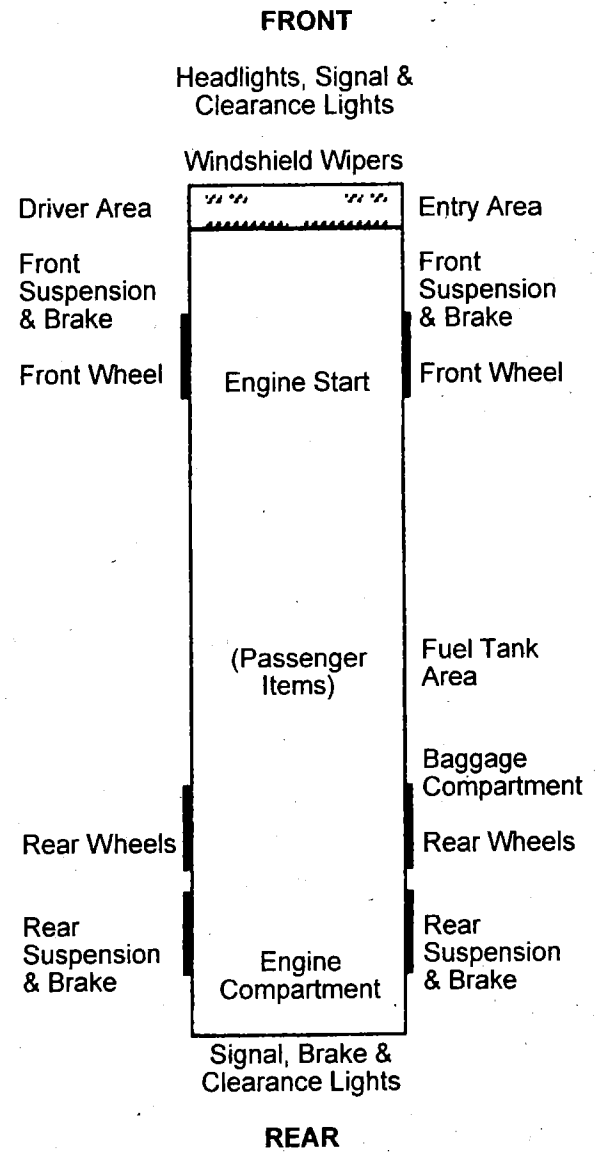 FRONT
Headlights, Signal &
Clearance Lights
Windshield Wipers
Driver Area
Entry Area
Front
Suspension
& Brake
Front
Suspension
& Brake
Front Wheel
Engine Start
Front Wheel
(Passenger
Items)
Fuel Tank
Area
Baggage
Compartment
Rear Wheels
Rear Wheels
Rear
Suspension
& Brake
Engine
Compartment
Rear
Suspension
& Brake
Signal, Brake &
Clearance Lights
REAR